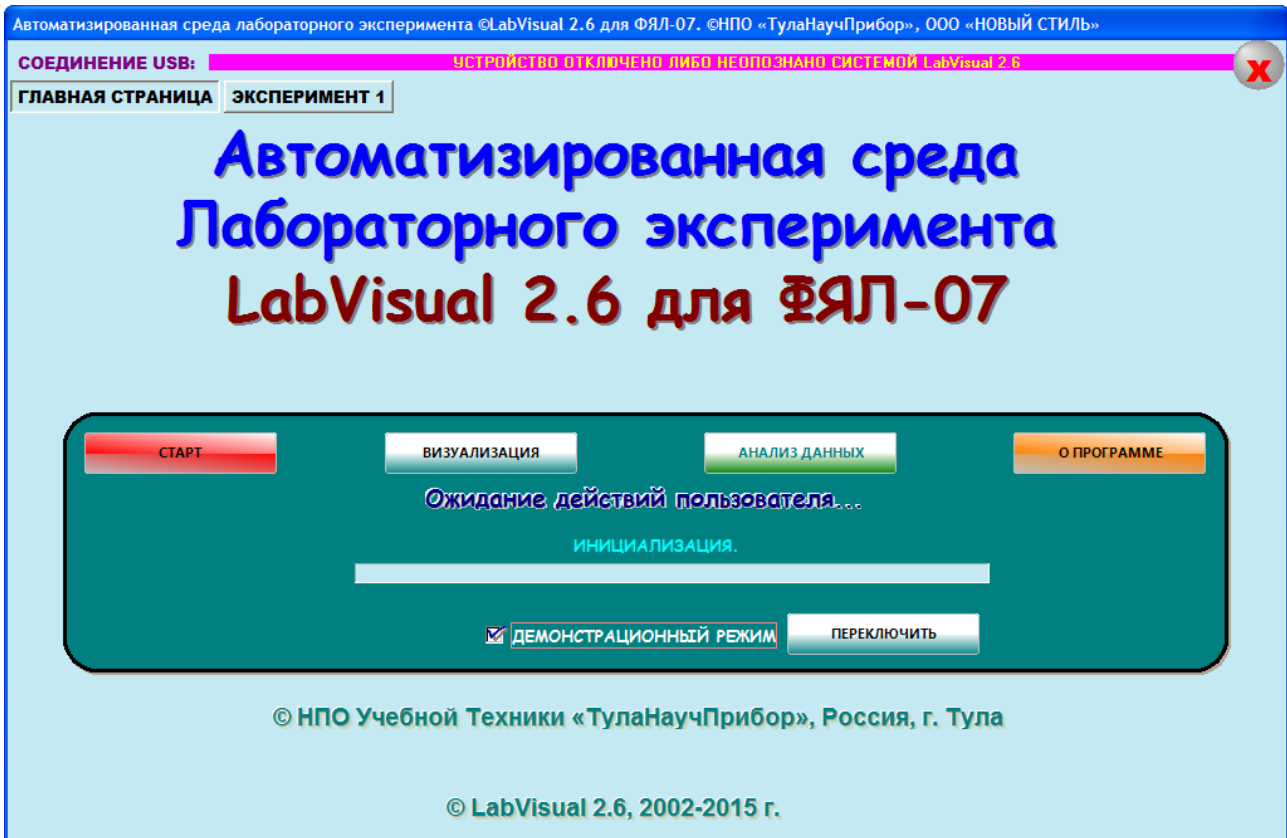 Автоматизированная среда лабораторного эксперимента ©LabVisual 2.6 для ФЯЛ-07. ©НПО «ТулаНаучПрибор», ООО «НОВЫЙ СТИЛЬ»
СОЕДИНЕНИЕ USB: УСТРОЙСТВО ОТКЛЮЧЕНО ЛИБО НЕОПОЗНАНО СИСТЕМОЙ LabVisual 2.6
X
ГЛАВНАЯ СТРАНИЦА ЭКСПЕРИМЕНТ 1
Автоматизированная среда
Лабораторного эксперимента
LabVisual 2.6 для ФЯЛ-07
СТАРТ ВИЗУАЛИЗАЦИЯ АНАЛИЗ ДАННЫХ О ПРОГРАММЕ
Ожидание действий пользователя...
ИНИЦИАЛИЗАЦИЯ.
ДЕМОНСТРАЦИОННЫЙ РЕЖИМ ПЕРЕКЛЮЧИТЬ
© НПО Учебной Техники «ТулаНаучПрибор», Россия, г. Тула
© LabVisual 2.6, 2002-2015 г.